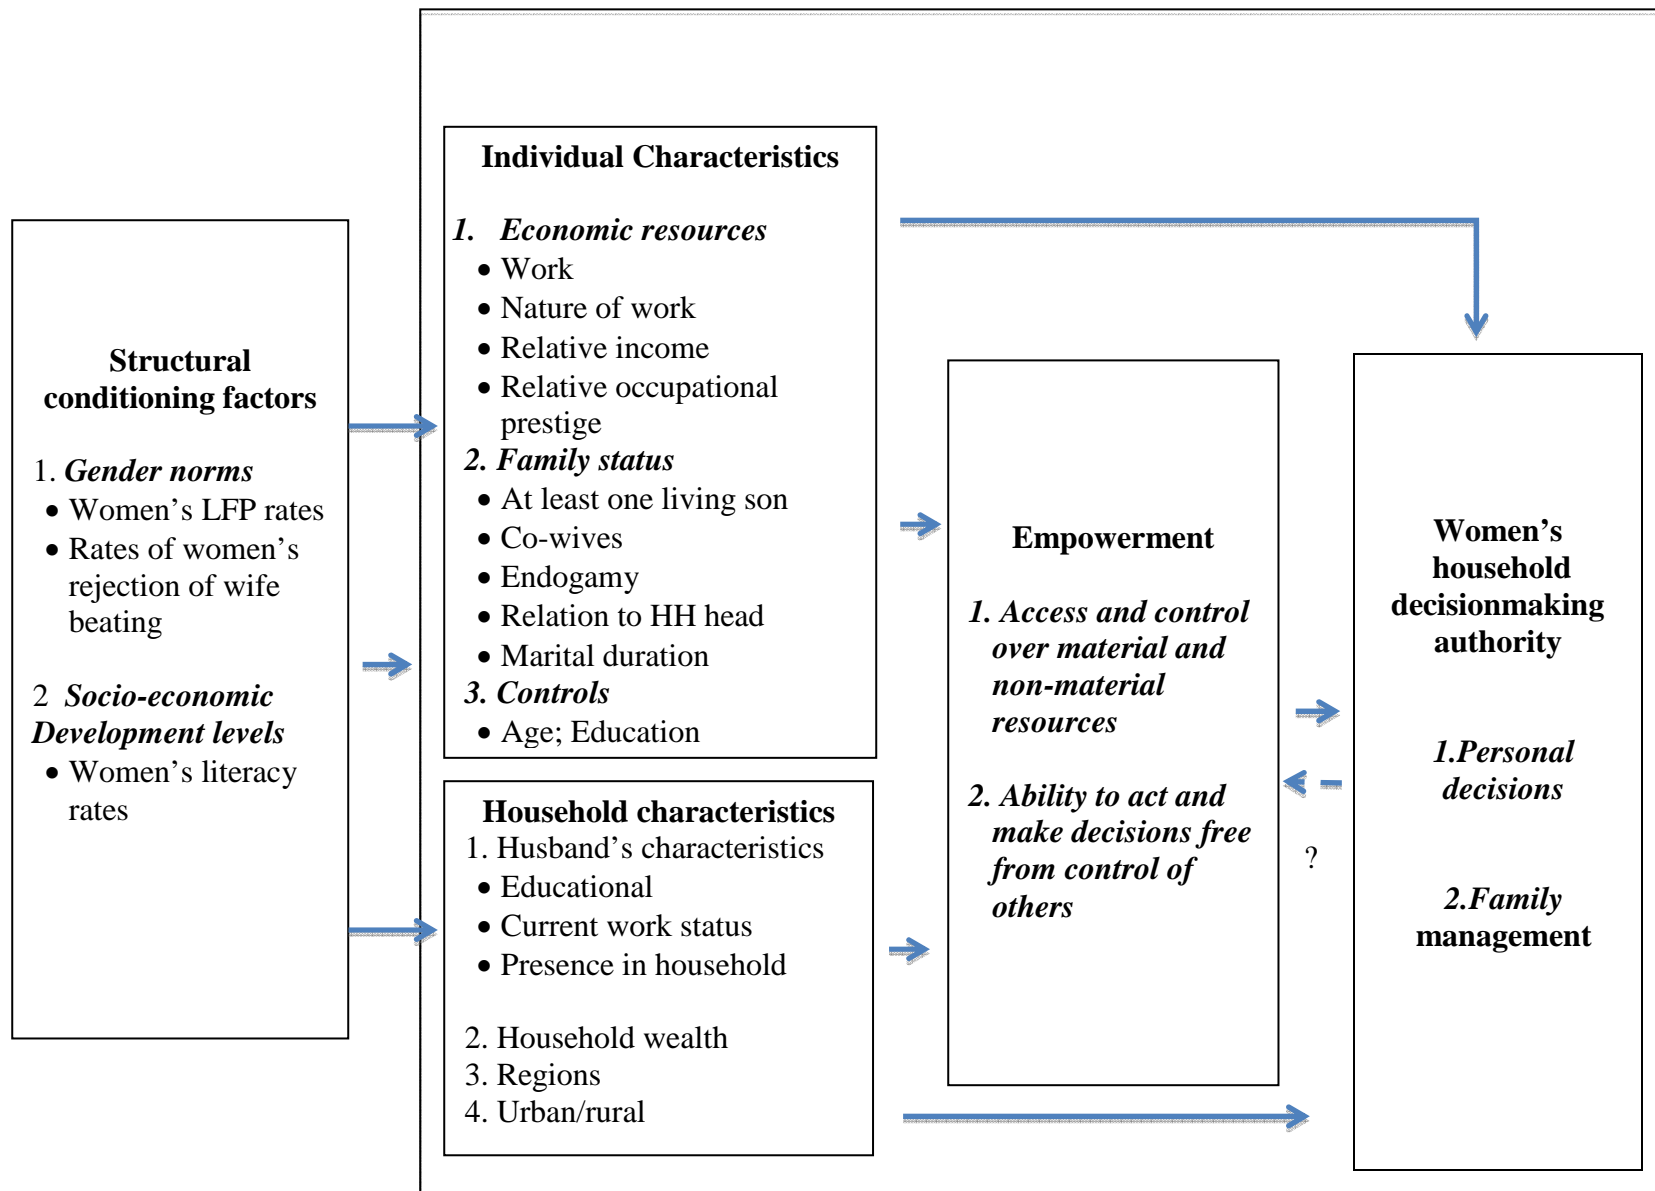 Structural
conditioning factors
1. Gender norms
• Women’s LFP rates
• Rates of women’s
rejection of wife
beating
2 Socio-economic
Development levels
• Women’s literacy
rates
Individual Characteristics
1. Economic resources
• Work
• Nature of work
• Relative income
• Relative occupational
prestige
2. Family status
• At least one living son
• Co-wives
• Endogamy
• Relation to HH head
• Marital duration
3. Controls
• Age; Education
Household characteristics
1. Husband’s characteristics
• Educational
• Current work status
• Presence in household
2. Household wealth
3. Regions
4. Urban/rural
Empowerment
1. Access and control
over material and
non-material
resources
2. Ability to act and
make decisions free
from control of
others
?
Women’s
household
decisionmaking
authority
1.Personal
decisions
2.Family
management